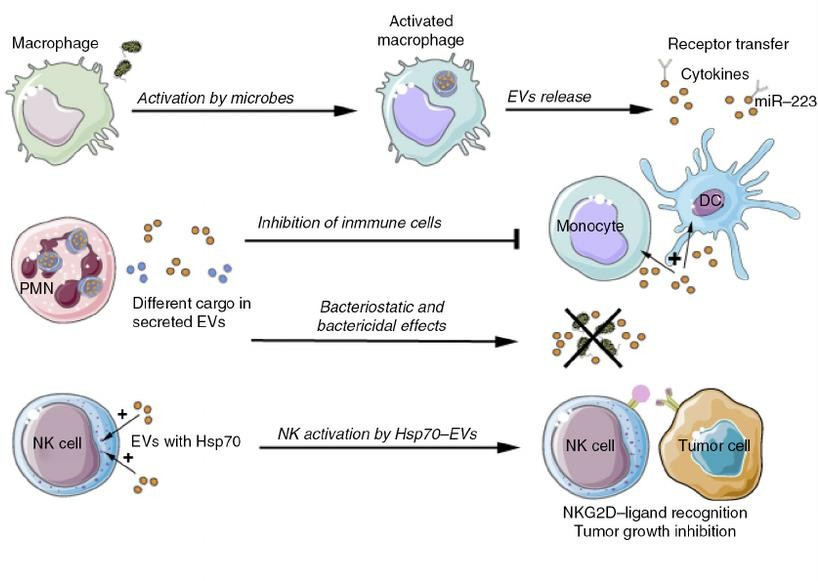 Macrophage
Activated
macrophage
Receptor transfer
Cytokines
Activation by microbes
EVs release
miR–223
DC
Inhibition of inmmune cells
Monocyte
+
PMN
Different cargo in
secreted EVs
Bacteriostatic and
bactericidal effects
+
NK cell
EVs with Hsp70
+
NK activation by Hsp70–EVs
NK cell
Tumor cell
NKG2D–ligand recognition
Tumor growth inhibition